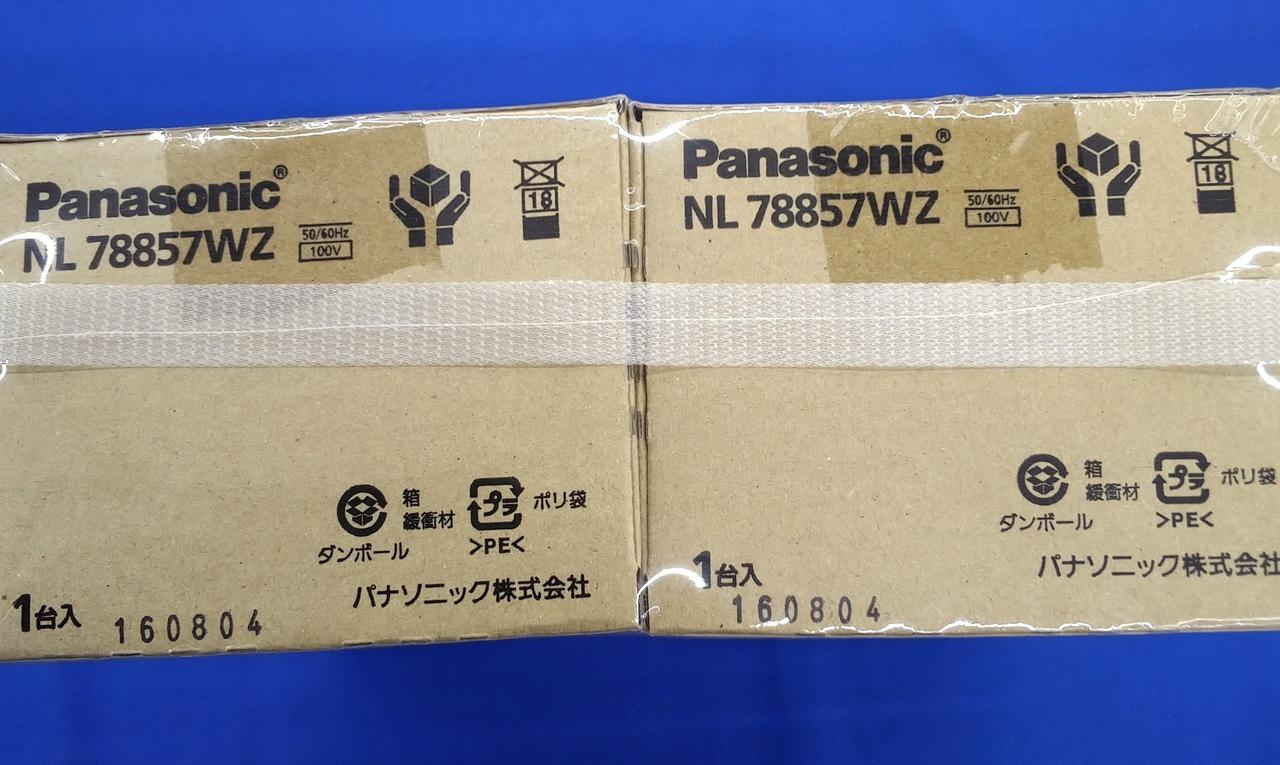 Panasonic®
NL 78857WZ
50/60Hz
100V
18
箱
緩衝材
ダンボール
プラ
ポリ袋
>PE<
パナソニック株式会社
1台入
160804
Panasonic®
NL 78857WZ
50/60Hz
100V
18
箱
緩衝材
ダンボール
プラ
ポリ袋
>PE<
パナソニック株式会社
1台入
160804